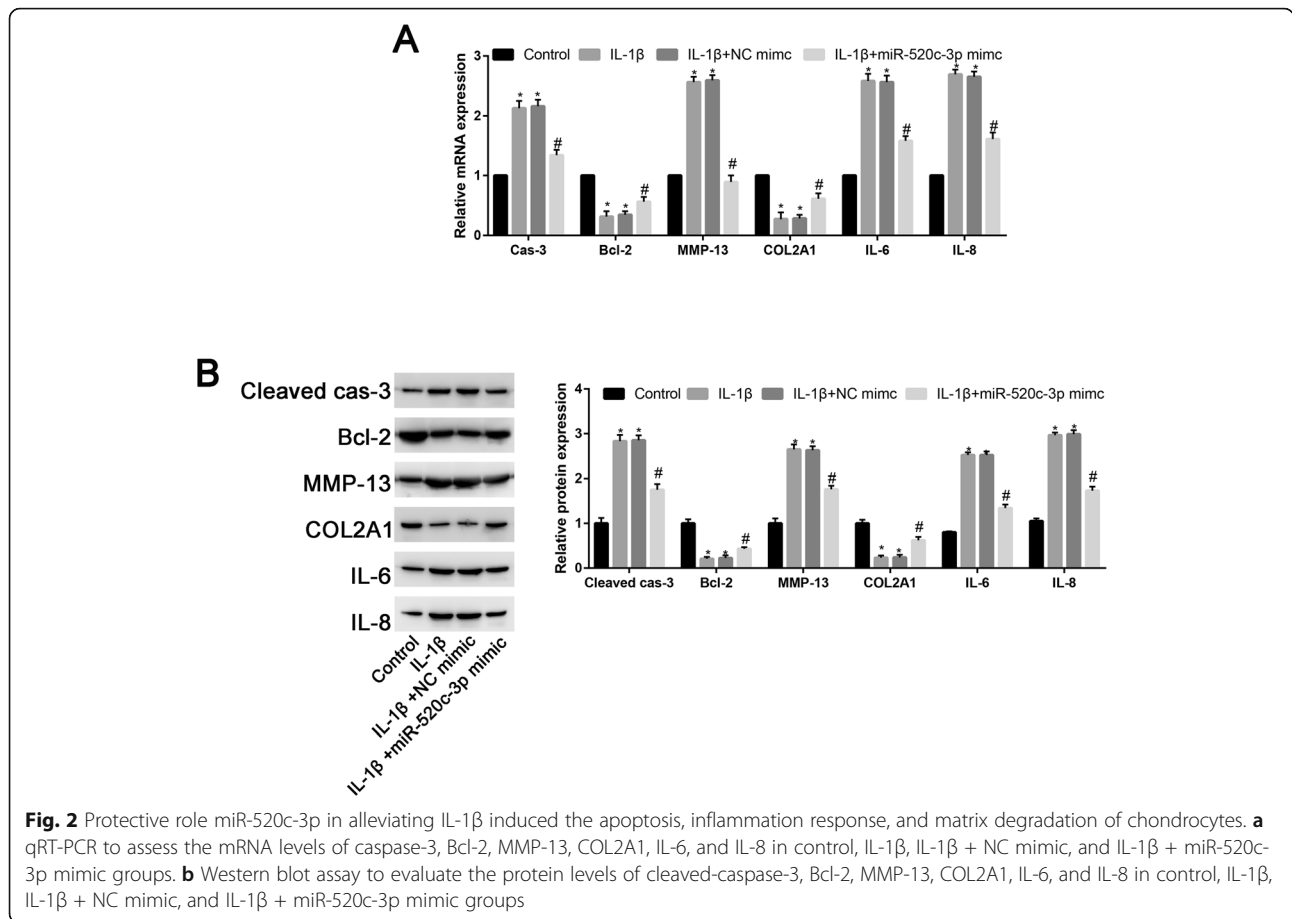 A
Control IL-1β IL-1β+NC mimc IL-1β+miR-520c-3p mimc
Relative mRNA expression
3
2
1
0
* * #
* * #
* * #
* * #
* * #
* * #
Cas-3 Bcl-2 MMP-13 COL2A1 IL-6 IL-8
B
Cleaved cas-3
Bcl-2
MMP-13
COL2A1
IL-6
IL-8
Control
IL-1β
IL-1β +NC mimic
IL-1β +miR-520c-3p mimic
Control IL-1β IL-1β+NC mimc IL-1β+miR-520c-3p mimc
Relative protein expression
4
3
2
1
0
* * #
* * #
* * #
* * #
* * #
* * #
Cleaved cas-3 Bcl-2 MMP-13 COL2A1 IL-6 IL-8
Fig. 2 Protective role miR-520c-3p in alleviating IL-1β induced the apoptosis, inflammation response, and matrix degradation of chondrocytes. a
qRT-PCR to assess the mRNA levels of caspase-3, Bcl-2, MMP-13, COL2A1, IL-6, and IL-8 in control, IL-1β, IL-1β + NC mimic, and IL-1β + miR-520c-
3p mimic groups. b Western blot assay to evaluate the protein levels of cleaved-caspase-3, Bcl-2, MMP-13, COL2A1, IL-6, and IL-8 in control, IL-1β,
IL-1β + NC mimic, and IL-1β + miR-520c-3p mimic groups